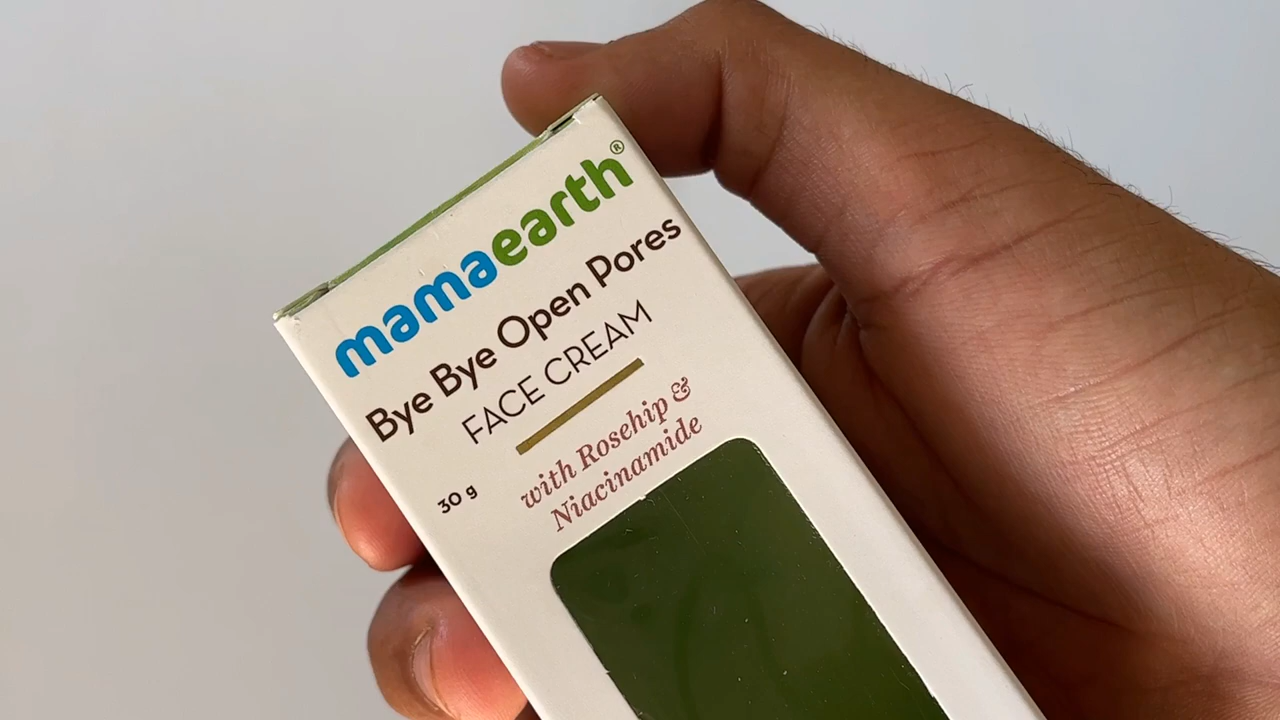 mamaearth®
Bye Bye Open Pores
FACE CREAM
with Rosehip &
Niacinamide
30 g